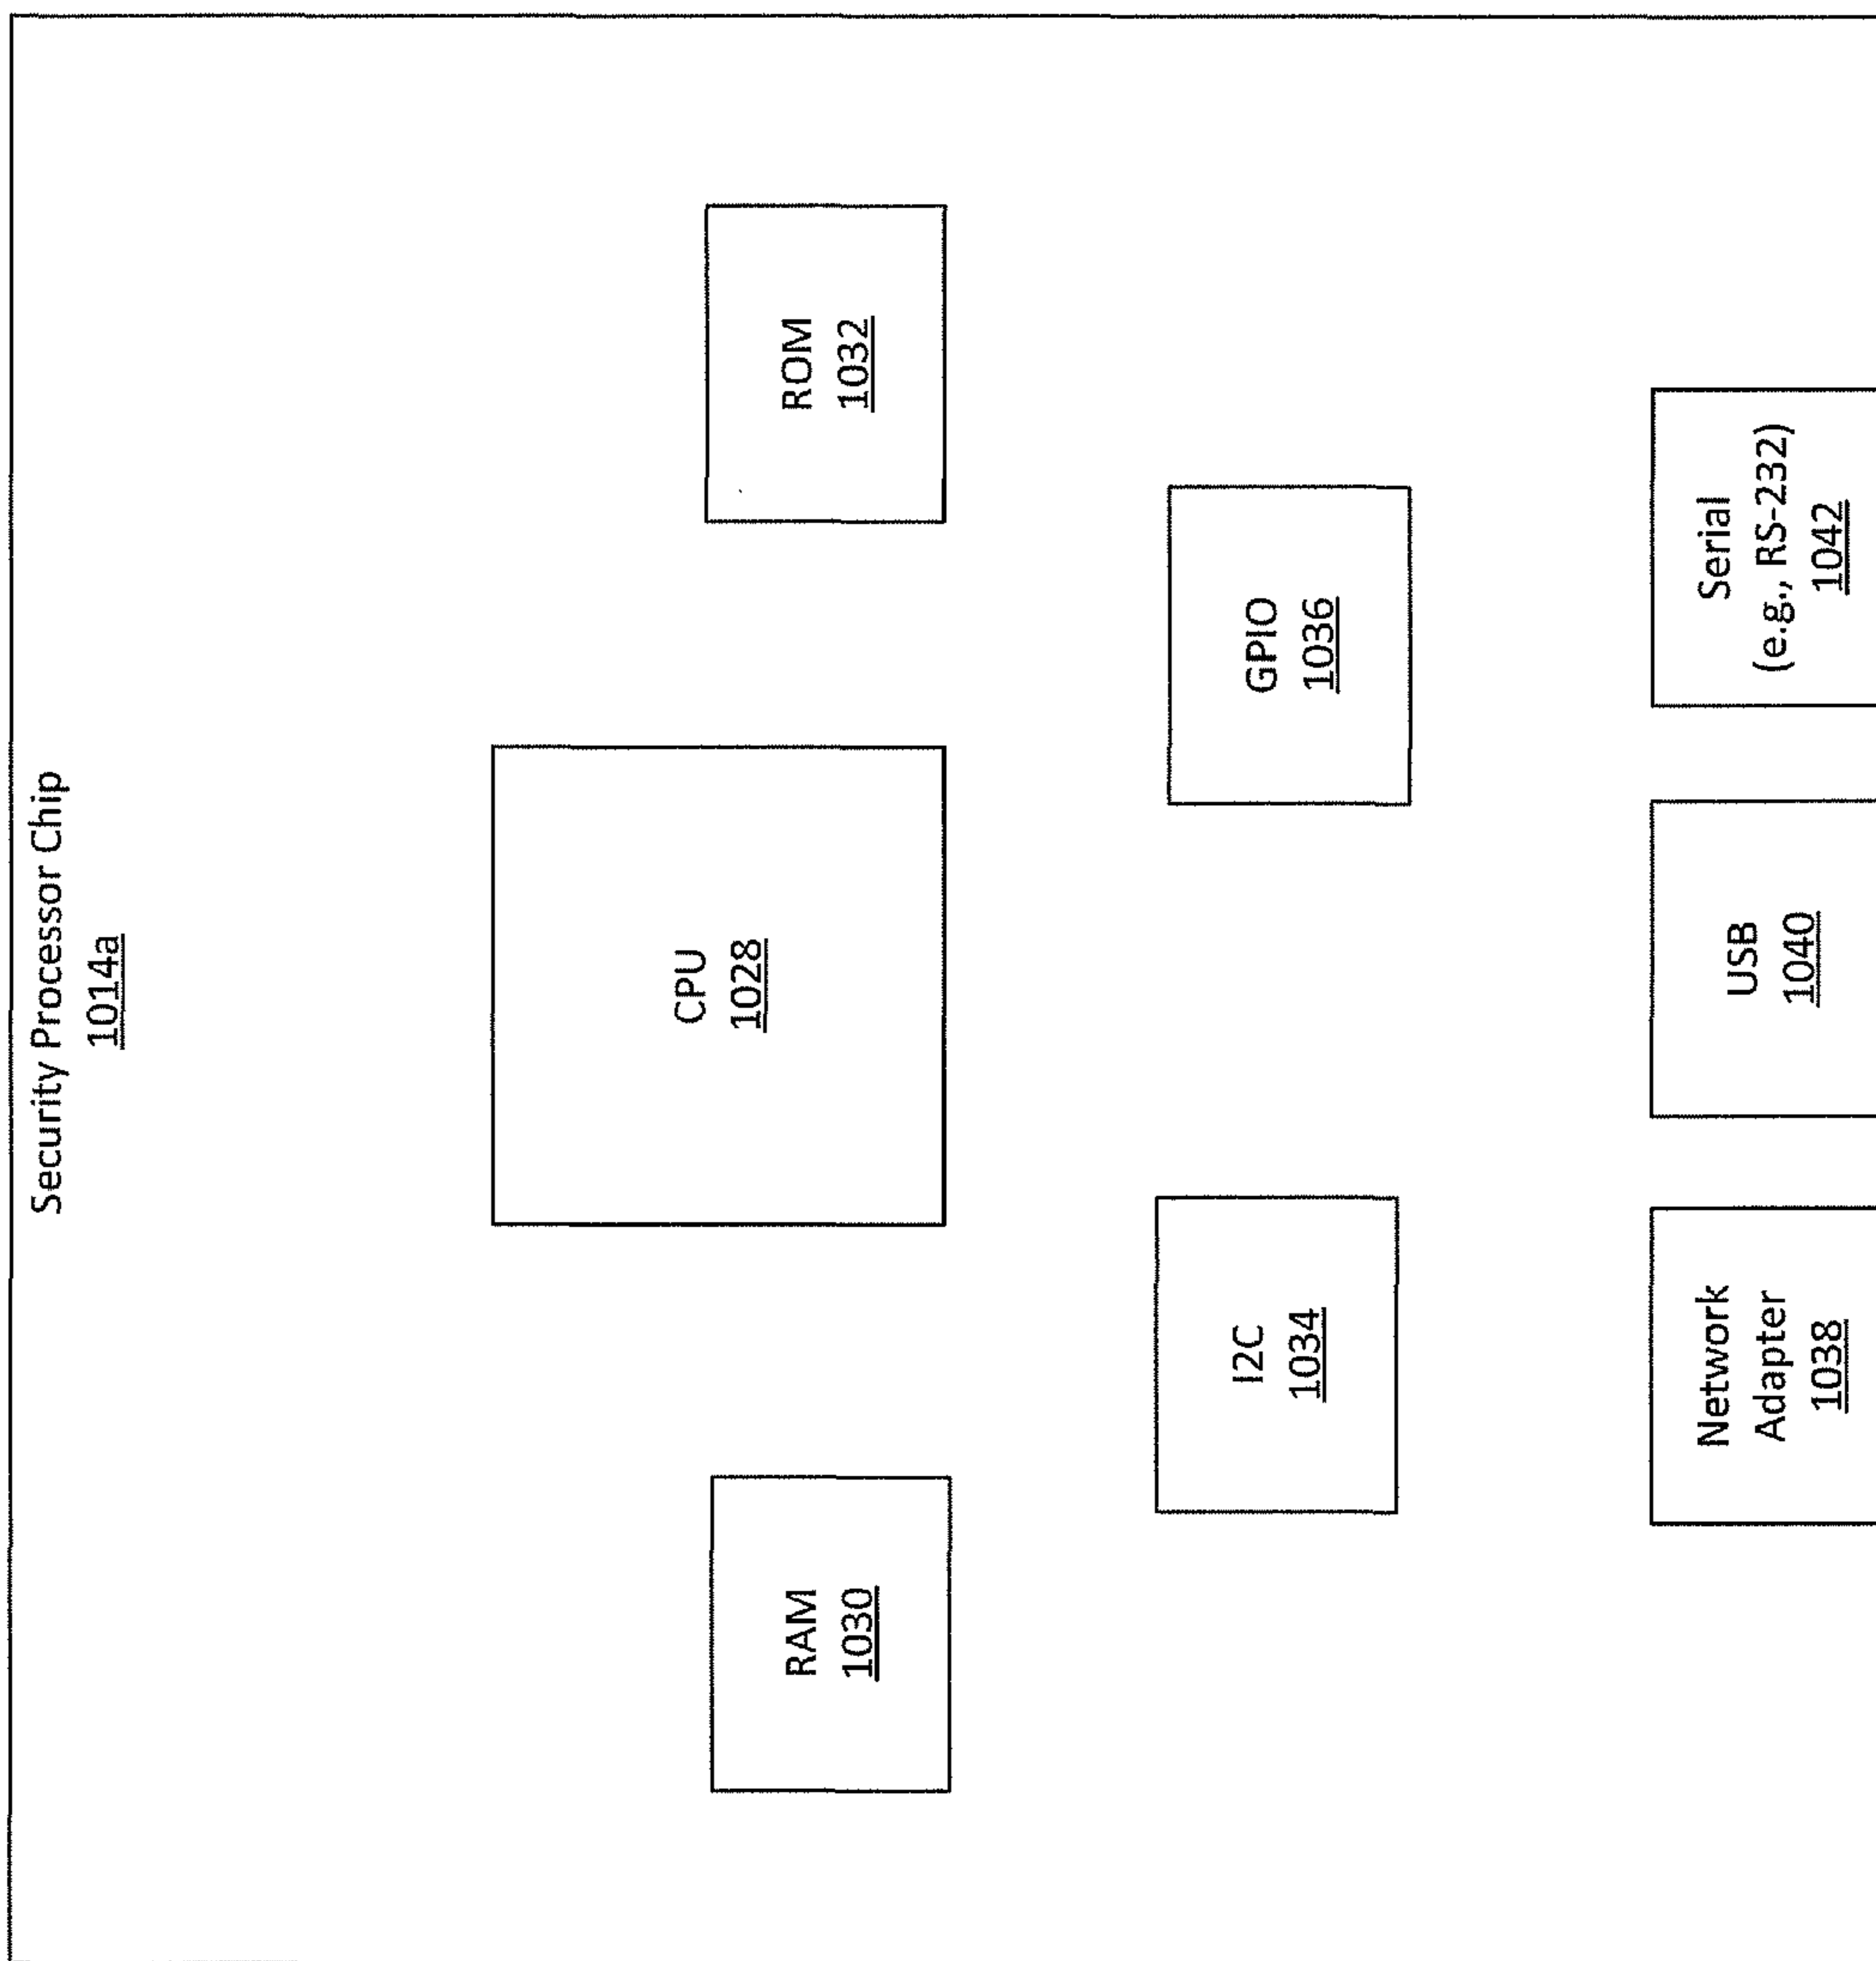 Security Processor Chip
1014a
CPU
1028
RAM
1030
ROM
1032
I2C
1034
GPIO
1036
Network
Adapter
1038
USB
1040
Serial
(e.g., RS-232)
1042